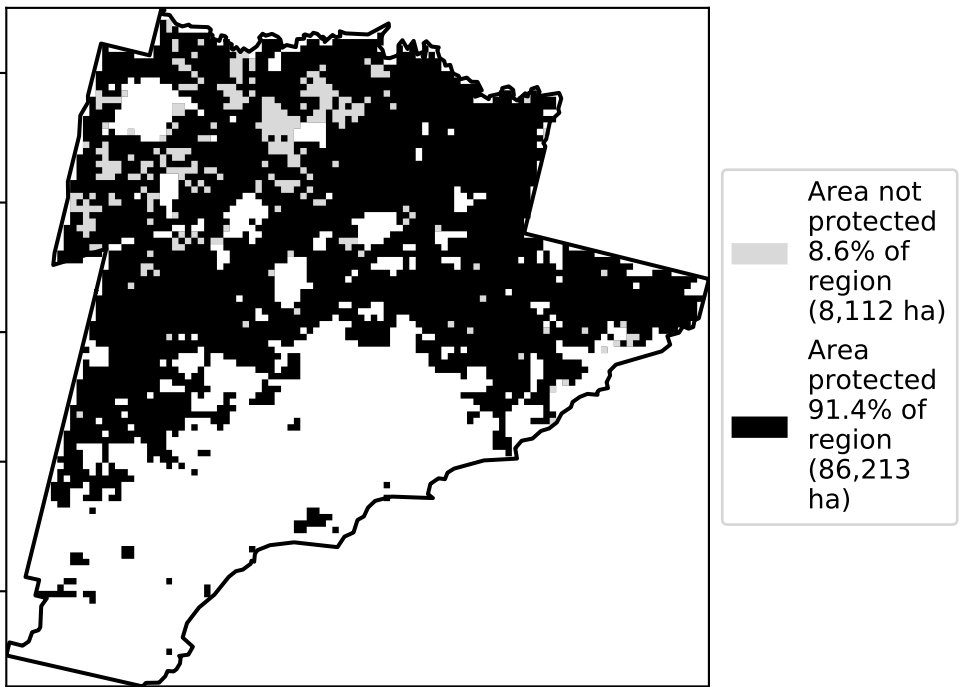 Area not
protected
8.6% of
region
(8,112 ha)
Area
protected
91.4% of
region
(86,213
ha)